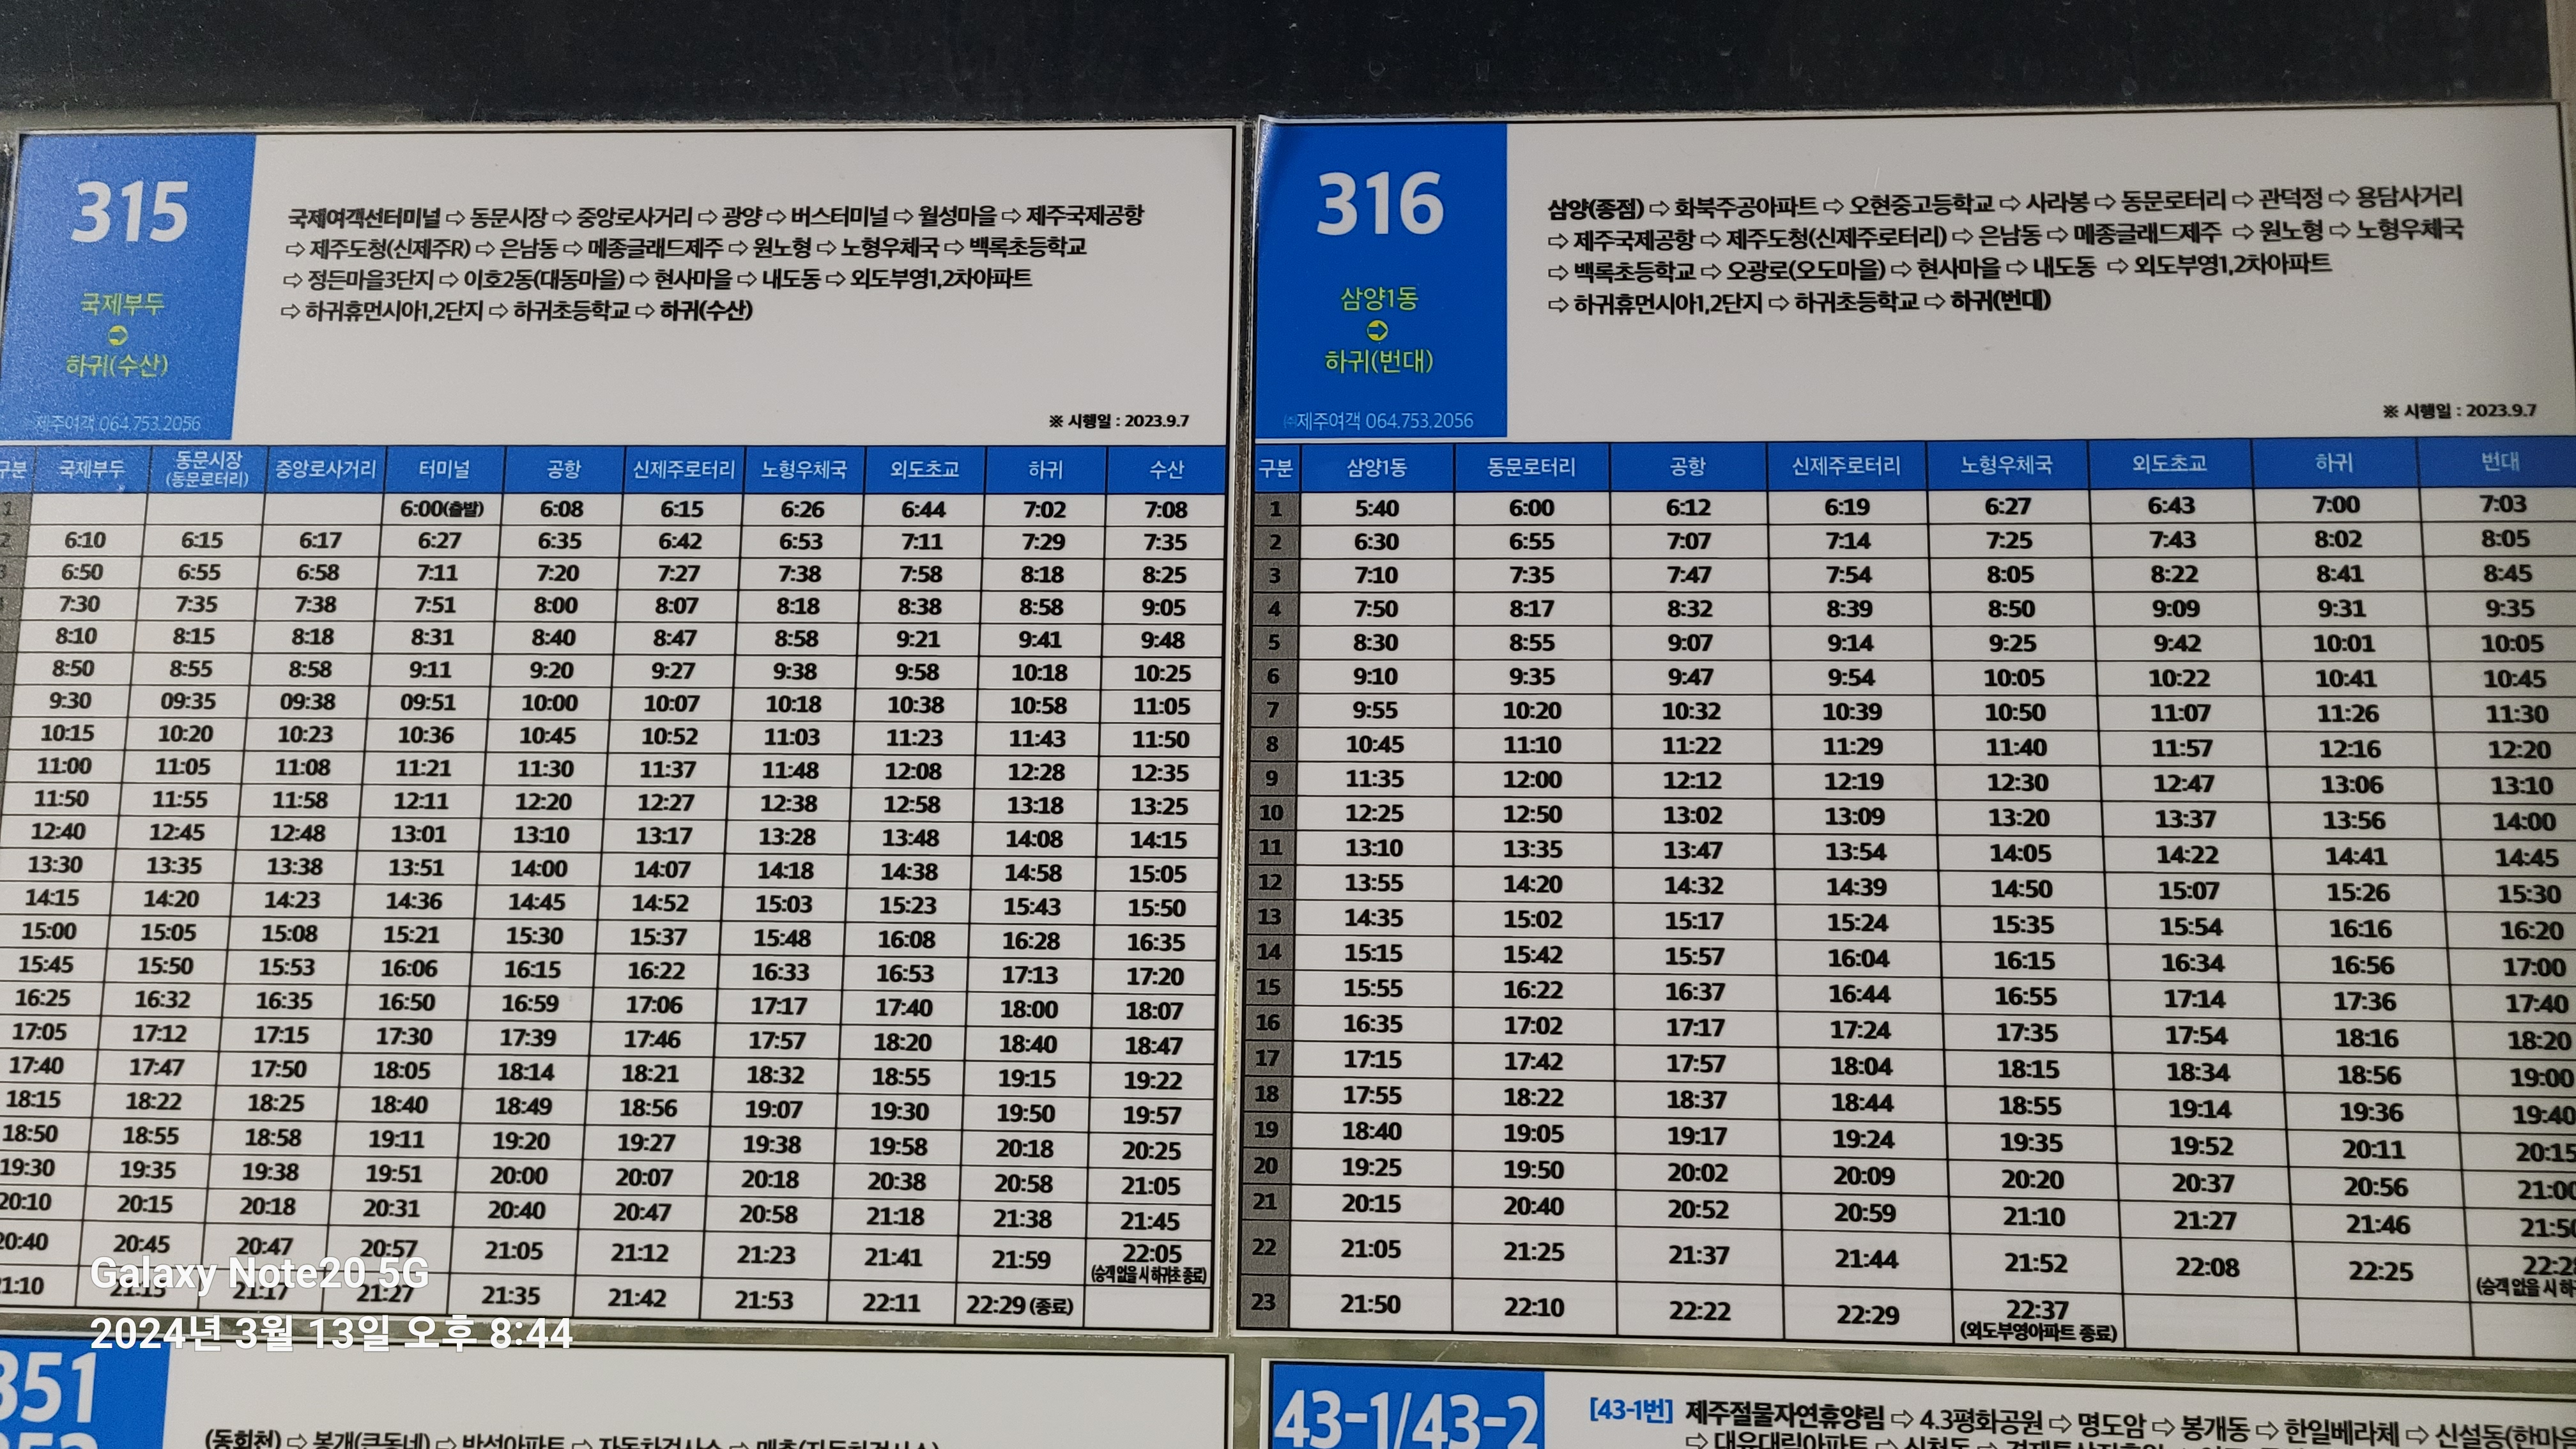 315
국제부두
➲
하귀(수산)
제주여객 064.753.2056
국제여객선터미널 ⇨ 동문시장 ⇨ 중앙로사거리 ⇨ 광양 ⇨ 버스터미널 ⇨ 월성마을 ⇨ 제주국제공항
⇨ 제주도청(신제주R) ⇨ 은남동 ⇨ 메종글래드제주 ⇨ 원노형 ⇨ 노형우체국 ⇨ 백록초등학교
⇨ 정든마을3단지 ⇨ 이호2동(대동마을) ⇨ 현사마을 ⇨ 내도동 ⇨ 외도부영1,2차아파트
⇨ 하귀휴먼시아1,2단지 ⇨ 하귀초등학교 ⇨ 하귀(수산)
※ 시행일 : 2023.9.7
구분 국제부두 동문시장(동문로터리) 중앙로사거리 터미널 공항 신제주로터리 노형우체국 외도초교 하귀 수산
1 6:00(출발) 6:08 6:15 6:26 6:44 7:02 7:08
2 6:10 6:15 6:17 6:27 6:35 6:42 6:53 7:11 7:29 7:35
3 6:50 6:55 6:58 7:11 7:20 7:27 7:38 7:58 8:18 8:25
7:30 7:35 7:38 7:51 8:00 8:07 8:18 8:38 8:58 9:05
8:10 8:15 8:18 8:31 8:40 8:47 8:58 9:21 9:41 9:48
8:50 8:55 8:58 9:11 9:20 9:27 9:38 9:58 10:18 10:25
9:30 09:35 09:38 09:51 10:00 10:07 10:18 10:38 10:58 11:05
10:15 10:20 10:23 10:36 10:45 10:52 11:03 11:23 11:43 11:50
11:00 11:05 11:08 11:21 11:30 11:37 11:48 12:08 12:28 12:35
11:50 11:55 11:58 12:11 12:20 12:27 12:38 12:58 13:18 13:25
12:40 12:45 12:48 13:01 13:10 13:17 13:28 13:48 14:08 14:15
13:30 13:35 13:38 13:51 14:00 14:07 14:18 14:38 14:58 15:05
14:15 14:20 14:23 14:36 14:45 14:52 15:03 15:23 15:43 15:50
15:00 15:05 15:08 15:21 15:30 15:37 15:48 16:08 16:28 16:35
15:45 15:50 15:53 16:06 16:15 16:22 16:33 16:53 17:13 17:20
16:25 16:32 16:35 16:50 16:59 17:06 17:17 17:40 18:00 18:07
17:05 17:12 17:15 17:30 17:39 17:46 17:57 18:20 18:40 18:47
17:40 17:47 17:50 18:05 18:14 18:21 18:32 18:55 19:15 19:22
18:15 18:22 18:25 18:40 18:49 18:56 19:07 19:30 19:50 19:57
18:50 18:55 18:58 19:11 19:20 19:27 19:38 19:58 20:18 20:25
19:30 19:35 19:38 19:51 20:00 20:07 20:18 20:38 20:58 21:05
20:10 20:15 20:18 20:31 20:40 20:47 20:58 21:18 21:38 21:45
20:40 20:45 20:47 20:57 21:05 21:12 21:23 21:41 21:59 22:05
(승객 없을 시 하귀초 종료)
21:10 21:15 21:17 21:27 21:35 21:42 21:53 22:11 22:29 (종료)
316
삼양1동
➲
하귀(번대)
㈜제주여객 064.753.2056
삼양(종점) ⇨ 화북주공아파트 ⇨ 오현중고등학교 ⇨ 사라봉 ⇨ 동문로터리 ⇨ 관덕정 ⇨ 용담사거리
⇨ 제주국제공항 ⇨ 제주도청(신제주로터리) ⇨ 은남동 ⇨ 메종글래드제주 ⇨ 원노형 ⇨ 노형우체국
⇨ 백록초등학교 ⇨ 오광로(오도마을) ⇨ 현사마을 ⇨ 내도동 ⇨ 외도부영1,2차아파트
⇨ 하귀휴먼시아1,2단지 ⇨ 하귀초등학교 ⇨ 하귀(번대)
※ 시행일 : 2023.9.7
구분 삼양1동 동문로터리 공항 신제주로터리 노형우체국 외도초교 하귀 번대
1 5:40 6:00 6:12 6:19 6:27 6:43 7:00 7:03
2 6:30 6:55 7:07 7:14 7:25 7:43 8:02 8:05
3 7:10 7:35 7:47 7:54 8:05 8:22 8:41 8:45
4 7:50 8:17 8:32 8:39 8:50 9:09 9:31 9:35
5 8:30 8:55 9:07 9:14 9:25 9:42 10:01 10:05
6 9:10 9:35 9:47 9:54 10:05 10:22 10:41 10:45
7 9:55 10:20 10:32 10:39 10:50 11:07 11:26 11:30
8 10:45 11:10 11:22 11:29 11:40 11:57 12:16 12:20
9 11:35 12:00 12:12 12:19 12:30 12:47 13:06 13:10
10 12:25 12:50 13:02 13:09 13:20 13:37 13:56 14:00
11 13:10 13:35 13:47 13:54 14:05 14:22 14:41 14:45
12 13:55 14:20 14:32 14:39 14:50 15:07 15:26 15:30
13 14:35 15:02 15:17 15:24 15:35 15:54 16:16 16:20
14 15:15 15:42 15:57 16:04 16:15 16:34 16:56 17:00
15 15:55 16:22 16:37 16:44 16:55 17:14 17:36 17:40
16 16:35 17:02 17:17 17:24 17:35 17:54 18:16 18:20
17 17:15 17:42 17:57 18:04 18:15 18:34 18:56 19:00
18 17:55 18:22 18:37 18:44 18:55 19:14 19:36 19:40
19 18:40 19:05 19:17 19:24 19:35 19:52 20:11 20:15
20 19:25 19:50 20:02 20:09 20:20 20:37 20:56 21:00
21 20:15 20:40 20:52 20:59 21:10 21:27 21:46 21:50
22 21:05 21:25 21:37 21:44 21:52 22:08 22:25 22:28
(승객 없을 시 하
23 21:50 22:10 22:22 22:29 22:37
(외도부영아파트 종료)
Galaxy Note20 5G
2024년 3월 13일 오후 8:44
351
(동회천) ⇨ 봉개(큰동네) ⇨
43-1/43-2
[43-1번] 제주절물자연휴양림 ⇨ 4.3평화공원 ⇨ 명도암 ⇨ 봉개동 ⇨ 한일베라체 ⇨ 신설동(한마
⇨ 대유대림아파트 ⇨